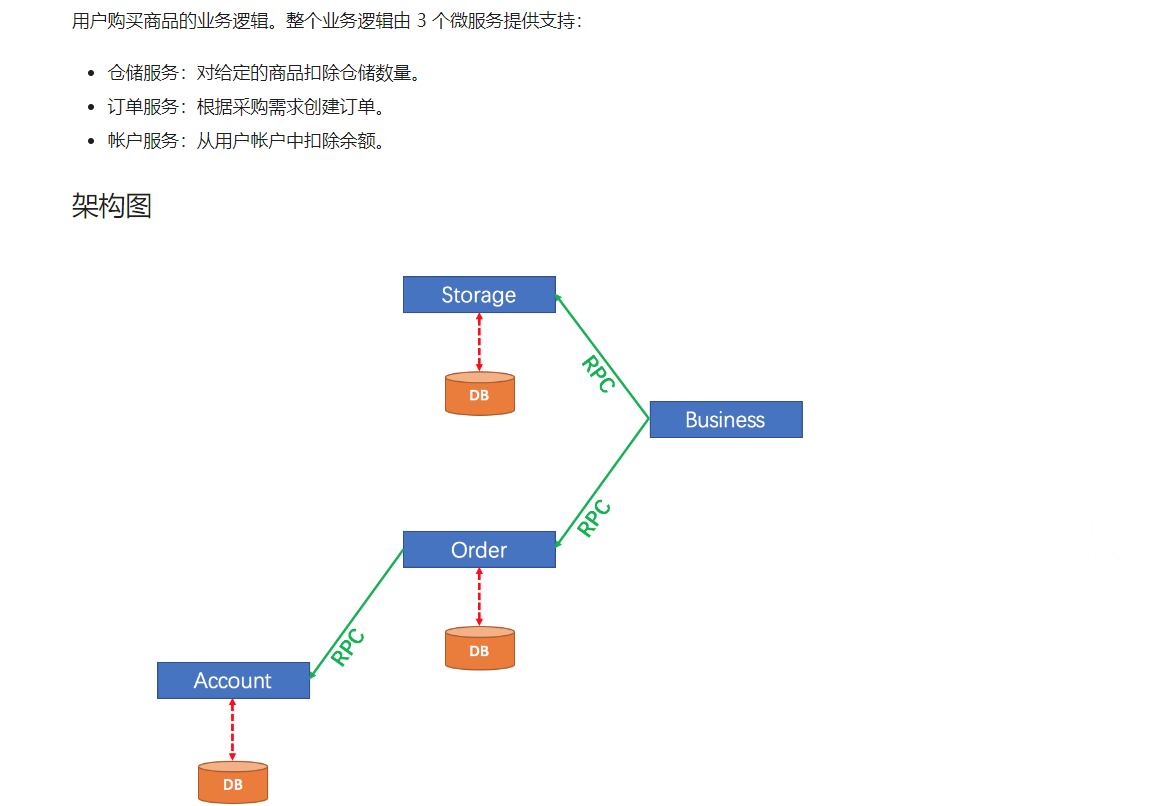 用户购买商品的业务逻辑。整个业务逻辑由 3 个微服务提供支持：
仓储服务：对给定的商品扣除仓储数量。
订单服务：根据采购需求创建订单。
帐户服务：从用户帐户中扣除余额。
架构图
Storage
DB
RPC
Business
RPC
Order
DB
RPC
Account
DB